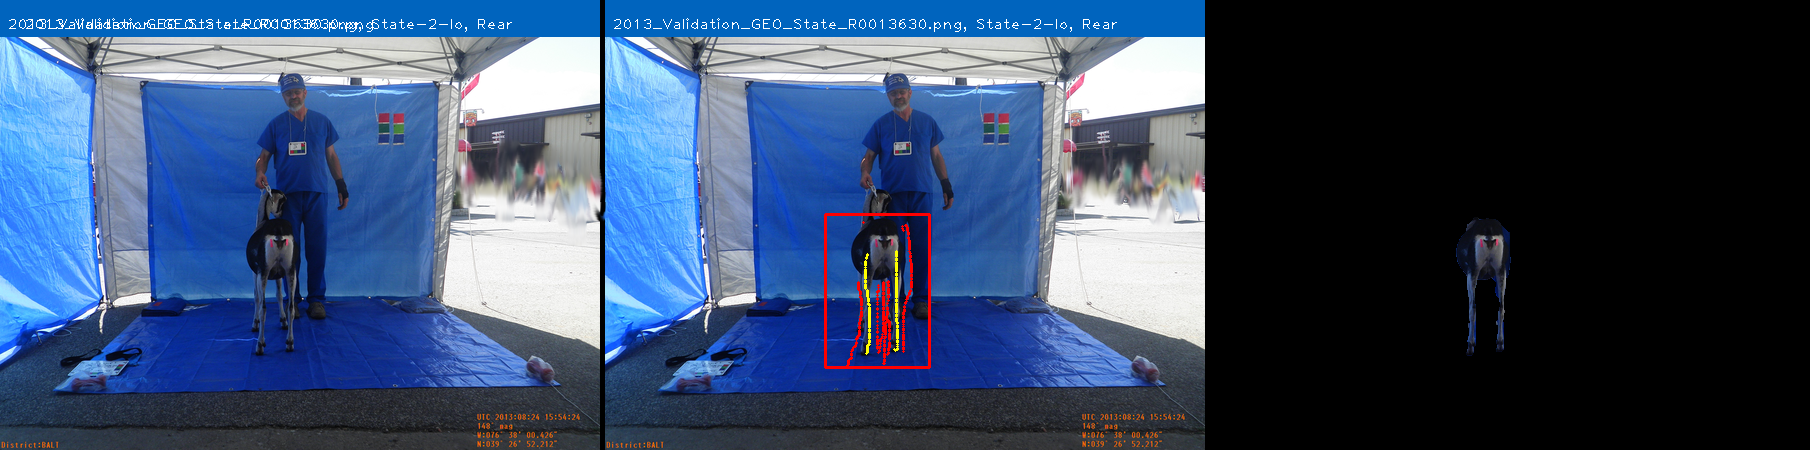 2013_Validation_GEO_State_R0013630.png, State-2-lo, Rear
UTC 2013:08:24 15:54:24
148 mag
W:076° 38' 00.426"
N:039° 26' 52.212"
District:BALT
2013_Validation_GEO_State_R0013630.png, State-2-lo, Rear
UTC 2013:08:24 15:54:24
148 mag
W:076° 38' 00.426"
N:039° 26' 52.212"
District:BALT